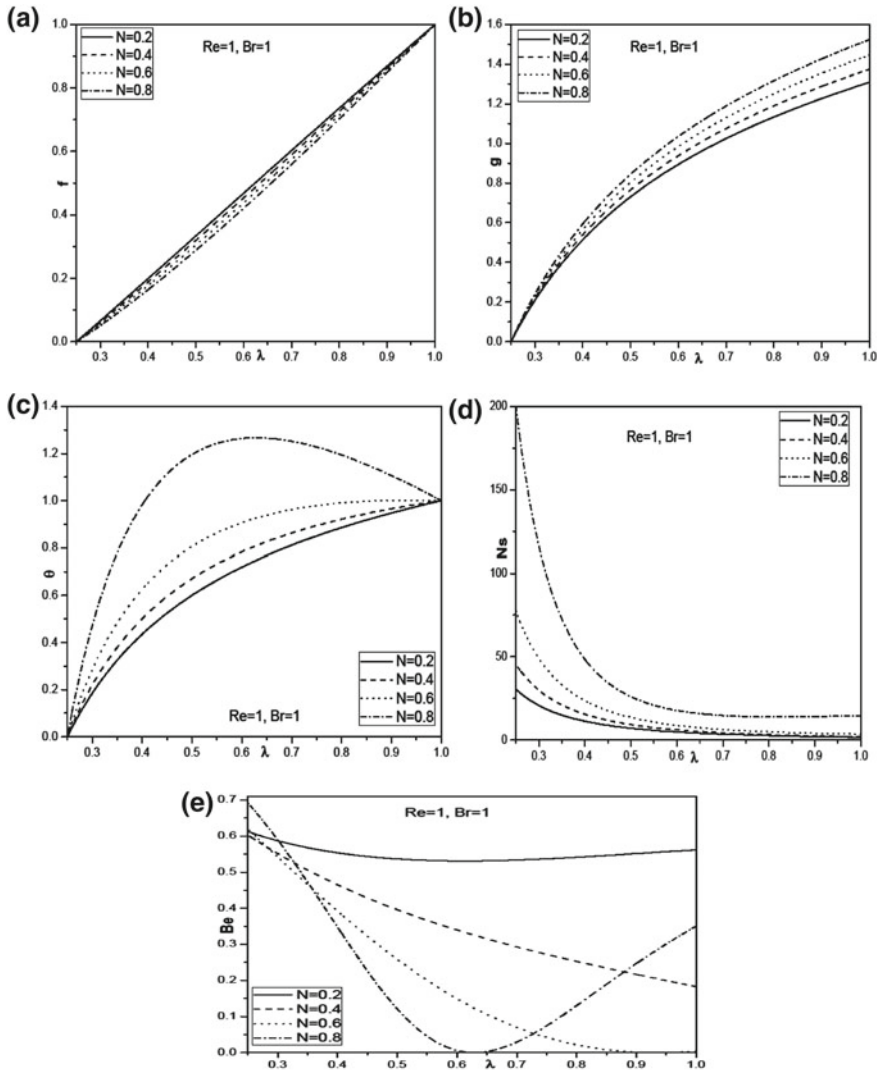 (a)
1.0
0.8
0.6
0.4
0.2
0.0
f
N=0.2
N=0.4
N=0.6
N=0.8
Re=1, Br=1
0.3
0.4
0.5
0.6
0.7
0.8
0.9
1.0
λ
(b)
1.6
1.4
1.2
1.0
0.8
0.6
0.4
0.2
0.0
g
N=0.2
N=0.4
N=0.6
N=0.8
Re=1, Br=1
0.3
0.4
0.5
0.6
0.7
0.8
0.9
1.0
λ
(c)
1.4
1.2
1.0
0.8
0.6
0.4
0.2
0.0
θ
N=0.2
N=0.4
N=0.6
N=0.8
Re=1, Br=1
0.3
0.4
0.5
0.6
0.7
0.8
0.9
1.0
λ
(d)
200
150
100
50
0
Ns
Re=1, Br=1
N=0.2
N=0.4
N=0.6
N=0.8
0.3
0.4
0.5
0.6
0.7
0.8
0.9
1.0
λ
(e)
0.7
0.6
0.5
0.4
0.3
0.2
0.1
0.0
Be
Re=1, Br=1
N=0.2
N=0.4
N=0.6
N=0.8
0.3
0.4
0.5
0.6
0.7
0.8
0.9
1.0
λ